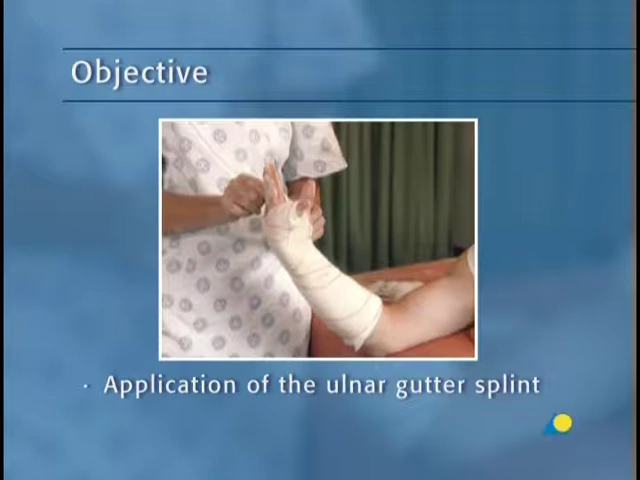 Objective
· Application of the ulnar gutter splint